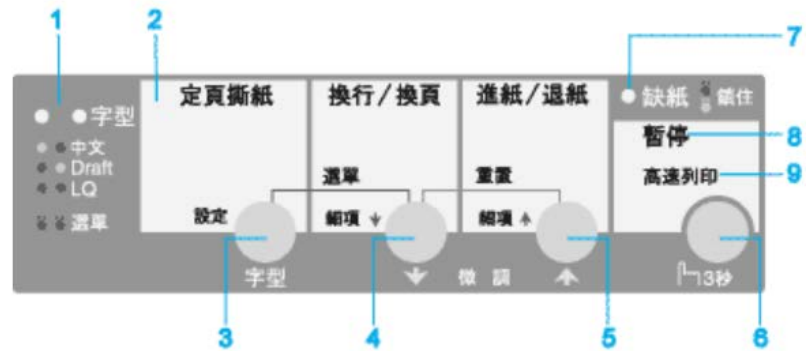 1
2
7
定頁撕紙
換行/換頁
進紙/退紙
缺紙
鎖住
字型
中文
Draft
LQ
選單
暫停
8
高速列印
9
選單
重置
設定
細項
細項
字型
微調
3秒
3
4
5
6